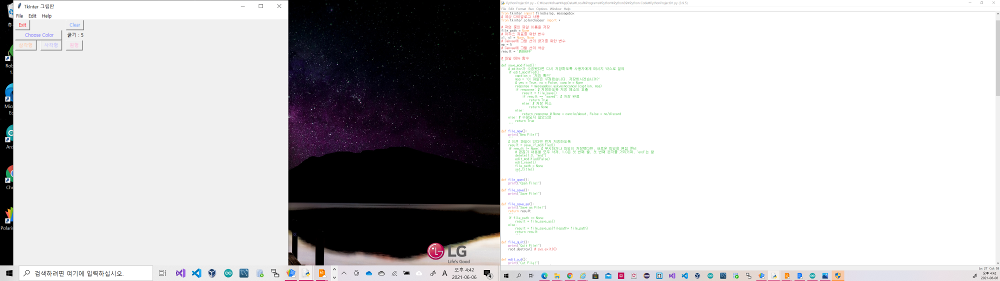 TkInter 그림판
File Edit Help
Exit Clear
Choose Color 굵기 : 5
삼각형 사각형 원형
휴
Rob
1.
Micr
Ec
Ard
Chr
Polaris
LG
Life's Good
검색하려면 여기에 입력하십시오.
A
오후 4:42
2021-06-06
4
PythonProject01.py - C:₩Users₩chaer₩AppData₩Local₩Programs₩Python₩Python39₩Python Code₩PythonProject01.py (3.9.5)
File Edit Format Run Options Window Help
from tkinter import filedialog, messagebox
# 색상 다이얼로그 사용
from tkinter.colorchooser import *
# 작업 중인 파일 이름을 저장
file_path = None
# 마우스 좌표를 위한 변수
x1, y1 = None, None
# Canvas에 그릴 선의 굵기를 위한 변수
wp = 5
# Canvas에 그릴 선의 색상
result = '#6B66FF'
# 파일 메뉴 함수
'''
def save_modified():
# editor가 수정됐다면 다시 저장하도록 사용자에게 메시지 박스로 질의
if edit_modified():
caption = '저장 확인'
msg = '이 파일은 수정됐습니다. 저장하시겠습니까?'
# yes = True, no = False, cancle = None
response = messagebox.askyesnocancel(caption, msg)
if response: # 저장하도록 저장 메소드 호출
result = file_save()
if result == "saved": # 저장 완료
return True
else: # 저장 취소
return None
else:
return response # None = cancle/about, False = no/discard
else: # 수정되지 않았으면
return True
'''
def file_new():
print("New File!")
'''
# 이전 파일이 있다면 먼저 저장하도록
result = save_if_modified()
if result != None: # 무시하거나 파일이 저장됐다면, 새로운 파일을 편집 준비
# 편집기 내용을 모두 삭제. 1.0은 첫 번째 줄, 첫 번째 문자를 가리키며, 'end'는 끝
delete(1.0, "end")
edit_modified(False)
edit_reset()
file_path = None
set_title()
'''
def file_open():
print("Open File!")
def file_save():
print("Save File!")
def file_save_as():
print("Save as File!")
return result
'''
if file_path == None:
result = file_save_as()
else:
result = file_save_as(filepath= file_path)
return result
'''
def file_quit():
print("Quit File!")
root.destroy() # sys.exit(0)
def edit_cut():
print("Cut File!")
Ln: 27 Col: 58
오후 4:42
2021-06-06